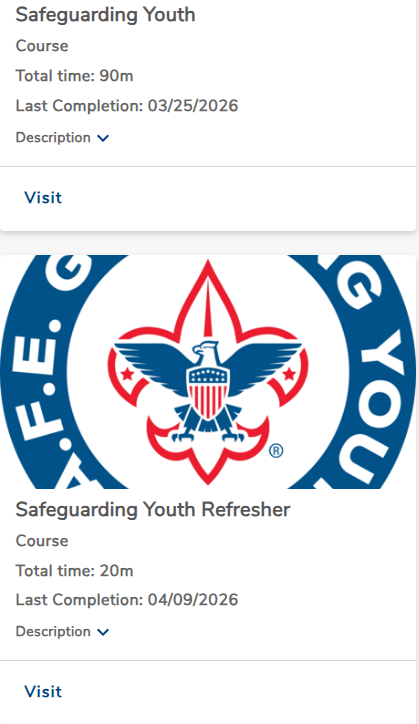 Safeguarding Youth
Course
Total time: 90m
Last Completion: 03/25/2026
Description
Visit
.F.E. G
NG YOU
®
Safeguarding Youth Refresher
Course
Total time: 20m
Last Completion: 04/09/2026
Description
Visit